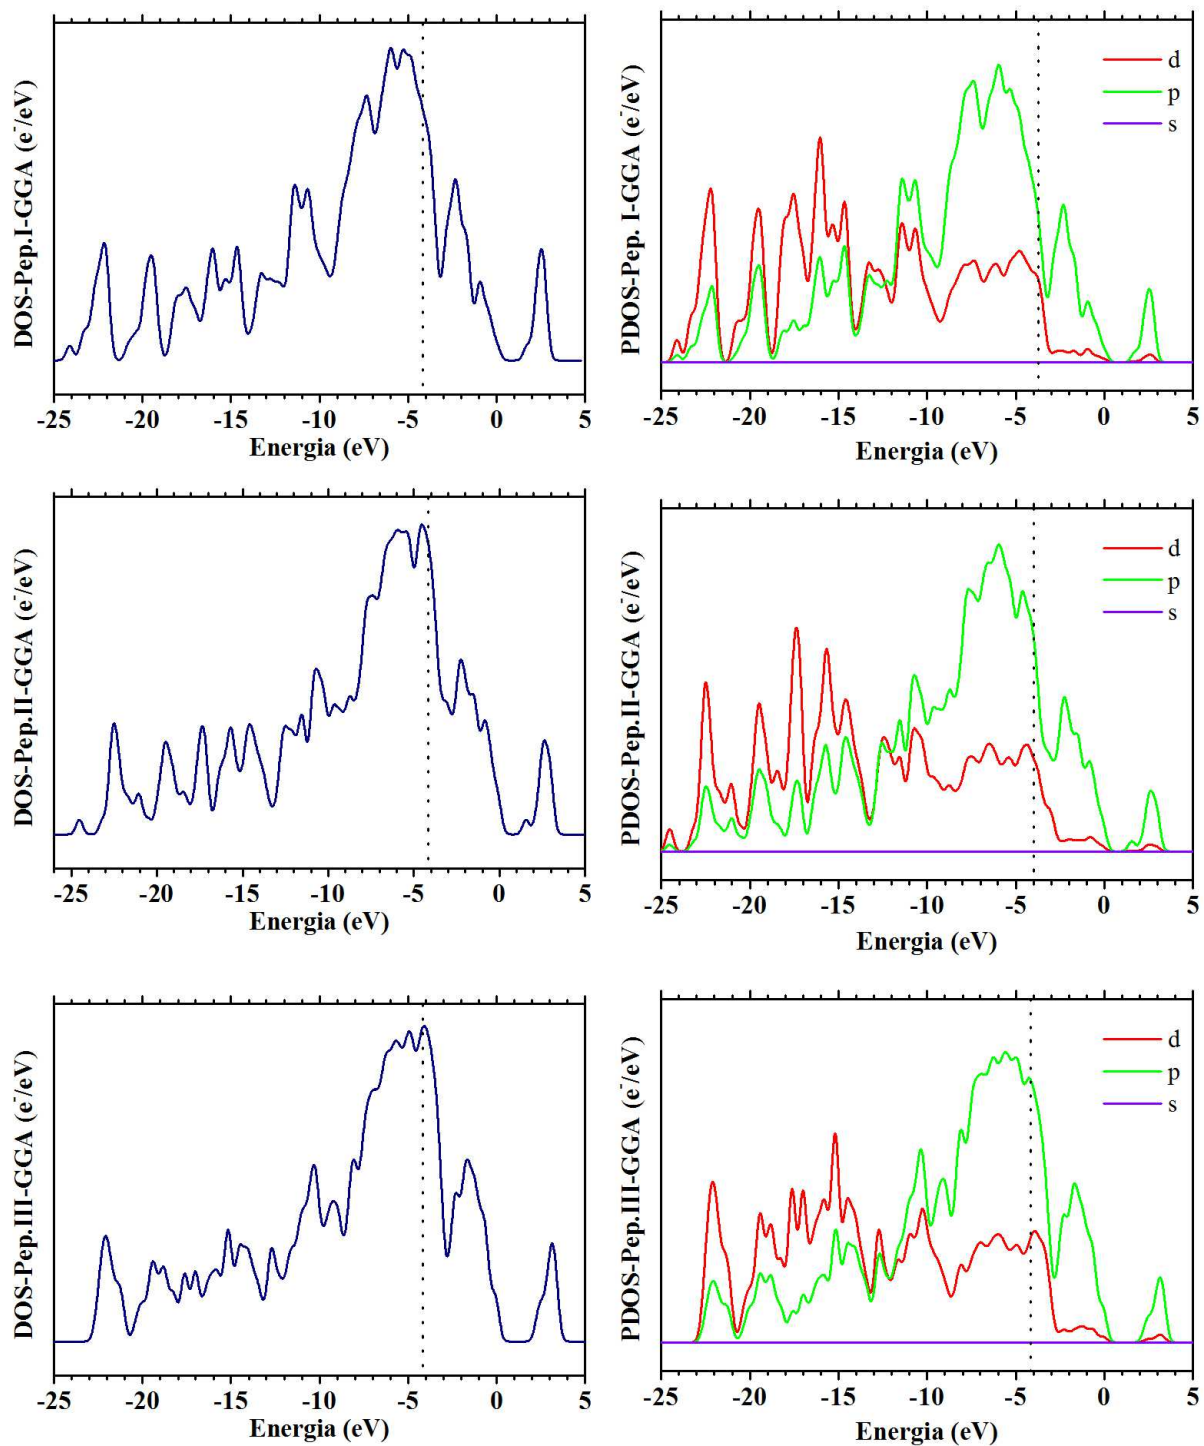 DOS-Pep.I-GGA (e⁻/eV)
-25 -20 -15 -10 -5 0 5
Energia (eV)
PDOS-Pep. I-GGA (e⁻/eV)
d
p
s
-25 -20 -15 -10 -5 0 5
Energia (eV)
DOS-Pep.II-GGA (e⁻/eV)
-25 -20 -15 -10 -5 0 5
Energia (eV)
PDOS-Pep.II-GGA (e⁻/eV)
d
p
s
-25 -20 -15 -10 -5 0 5
Energia (eV)
DOS-Pep.III-GGA (e⁻/eV)
-25 -20 -15 -10 -5 0 5
Energia (eV)
PDOS-Pep.III-GGA (e⁻/eV)
d
p
s
-25 -20 -15 -10 -5 0 5
Energia (eV)